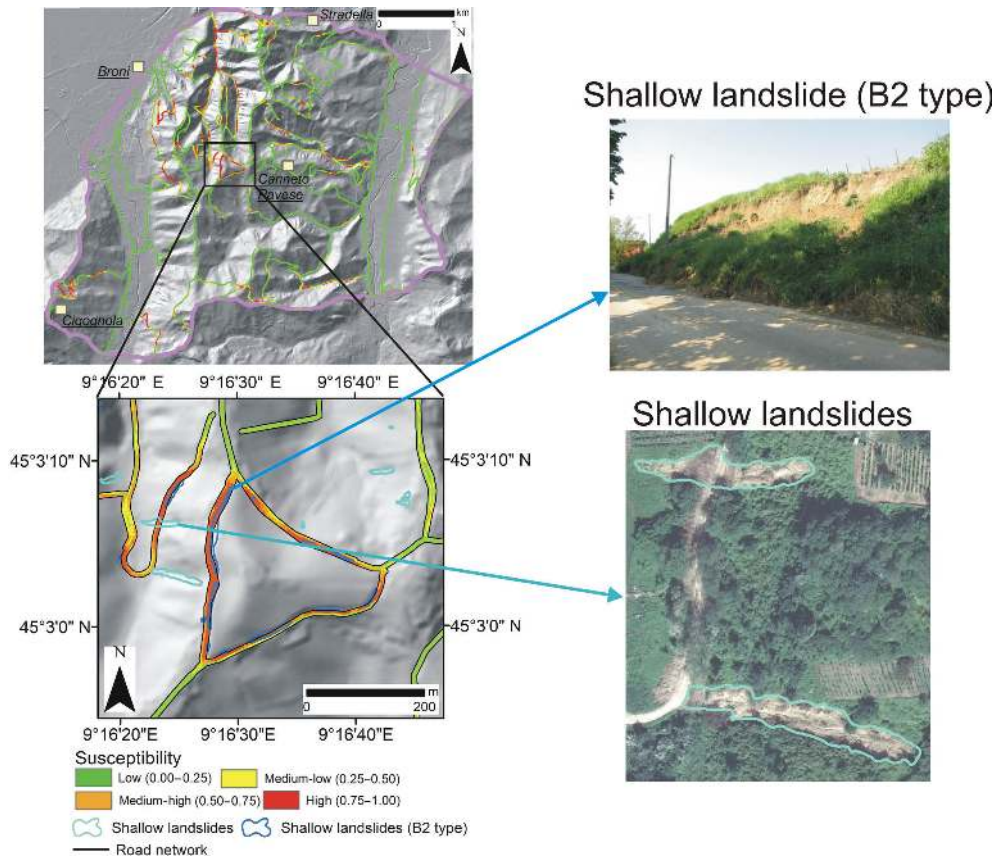 Stradella
km
0 1
N
Broni
Canneto
Pavese
Cigognola
Shallow landslide (B2 type)
9°16'20" E 9°16'30" E 9°16'40" E
45°3'10" 45°3'10" N
45°3'0" 45°3'0" N
N
m
0 200
9°16'20" E 9°16'30"E 9°16'40" E
Shallow landslides
Susceptibility
Low (0.00–0.25) Medium-low (0.25–0.50)
Medium-high (0.50–0.75) High (0.75–1.00)
Shallow landslides Shallow landslides (B2 type)
Road network